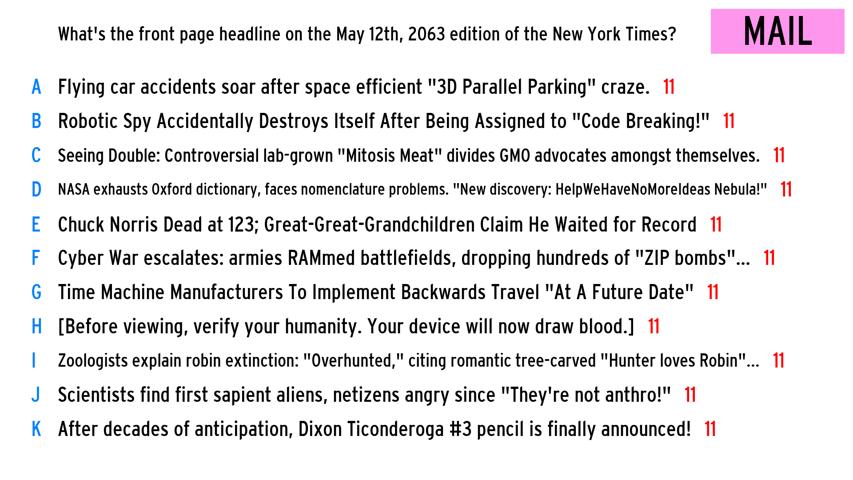 What's the front page headline on the May 12th, 2063 edition of the New York Times?
MAIL
A Flying car accidents soar after space efficient "3D Parallel Parking" craze. 11
B Robotic Spy Accidentally Destroys Itself After Being Assigned to "Code Breaking!" 11
C Seeing Double: Controversial lab-grown "Mitosis Meat" divides GMO advocates amongst themselves. 11
D NASA exhausts Oxford dictionary, faces nomenclature problems. "New discovery: HelpWeHaveNoMoreIdeas Nebula!" 11
E Chuck Norris Dead at 123; Great-Great-Grandchildren Claim He Waited for Record 11
F Cyber War escalates: armies RAMmed battlefields, dropping hundreds of "ZIP bombs"... 11
G Time Machine Manufacturers To Implement Backwards Travel "At A Future Date" 11
H [Before viewing, verify your humanity. Your device will now draw blood.] 11
I Zoologists explain robin extinction: "Overhunted," citing romantic tree-carved "Hunter loves Robin"... 11
J Scientists find first sapient aliens, netizens angry since "They're not anthro!" 11
K After decades of anticipation, Dixon Ticonderoga #3 pencil is finally announced! 11